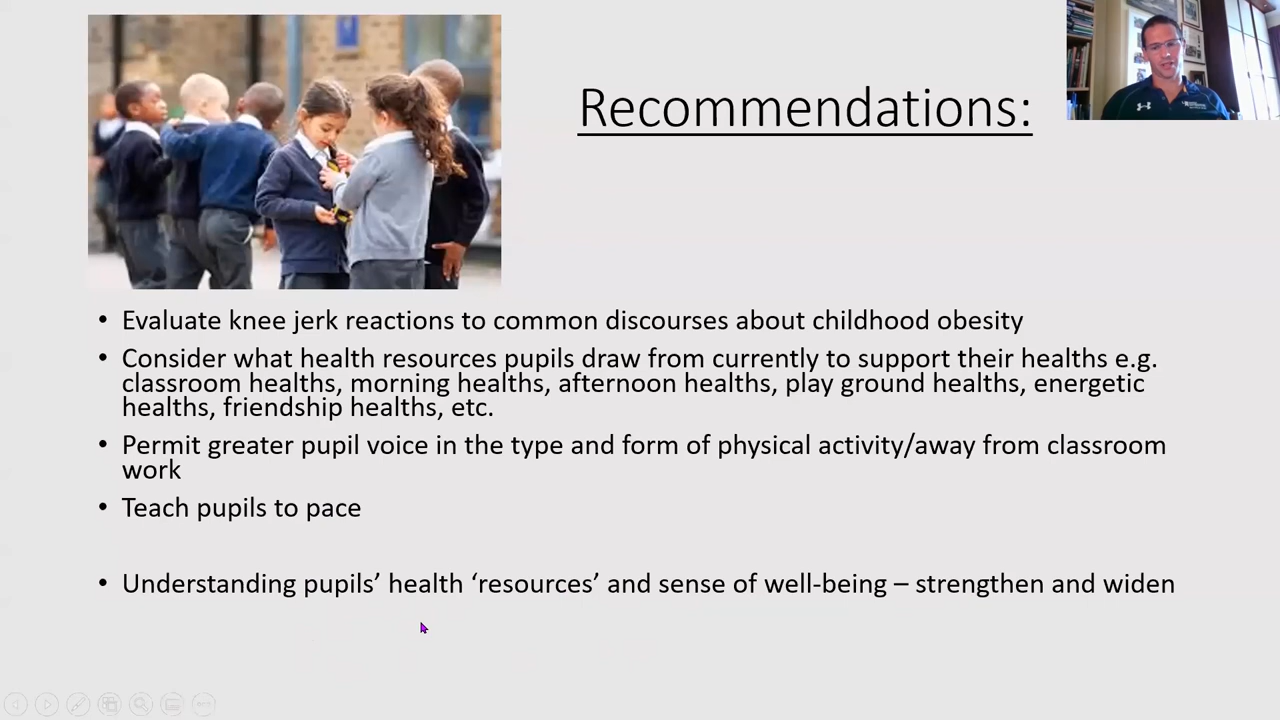 Recommendations:
• Evaluate knee jerk reactions to common discourses about childhood obesity
• Consider what health resources pupils draw from currently to support their healths e.g.
classroom healths, morning healths, afternoon healths, play ground healths, energetic
healths, friendship healths, etc.
• Permit greater pupil voice in the type and form of physical activity/away from classroom
work
• Teach pupils to pace
• Understanding pupils’ health ‘resources’ and sense of well-being – strengthen and widen